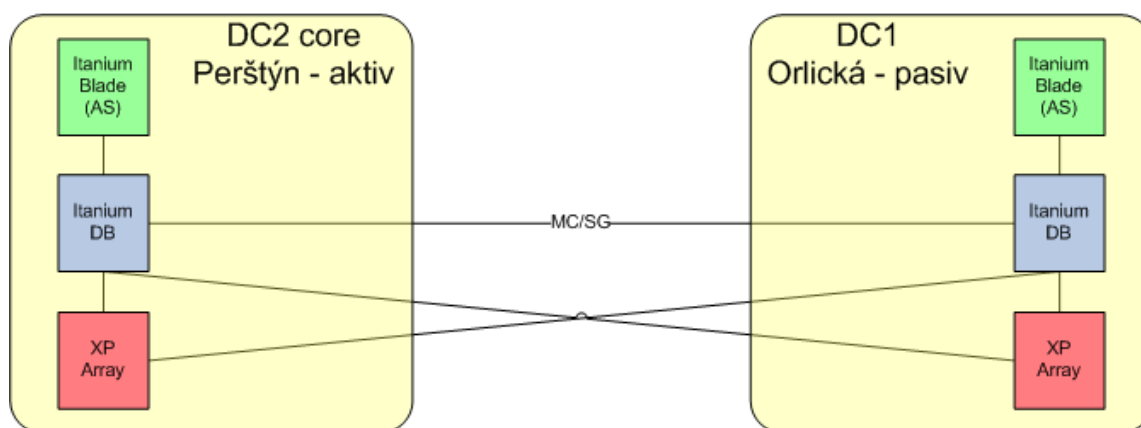 DC2 core
Perštýn - aktiv
Itanium
Blade
(AS)
Itanium
DB
XP
Array
MC/SG
DC1
Orlická - pasiv
Itanium
Blade
(AS)
Itanium
DB
XP
Array